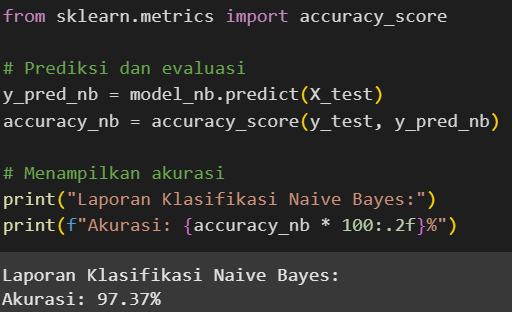 from sklearn.metrics import accuracy_score
# Prediksi dan evaluasi
y_pred_nb = model_nb.predict(X_test)
accuracy_nb = accuracy_score(y_test, y_pred_nb)
# Menampilkan akurasi
print("Laporan Klasifikasi Naive Bayes:")
print(f"Akurasi: {accuracy_nb * 100:.2f}%")
Laporan Klasifikasi Naive Bayes:
Akurasi: 97.37%